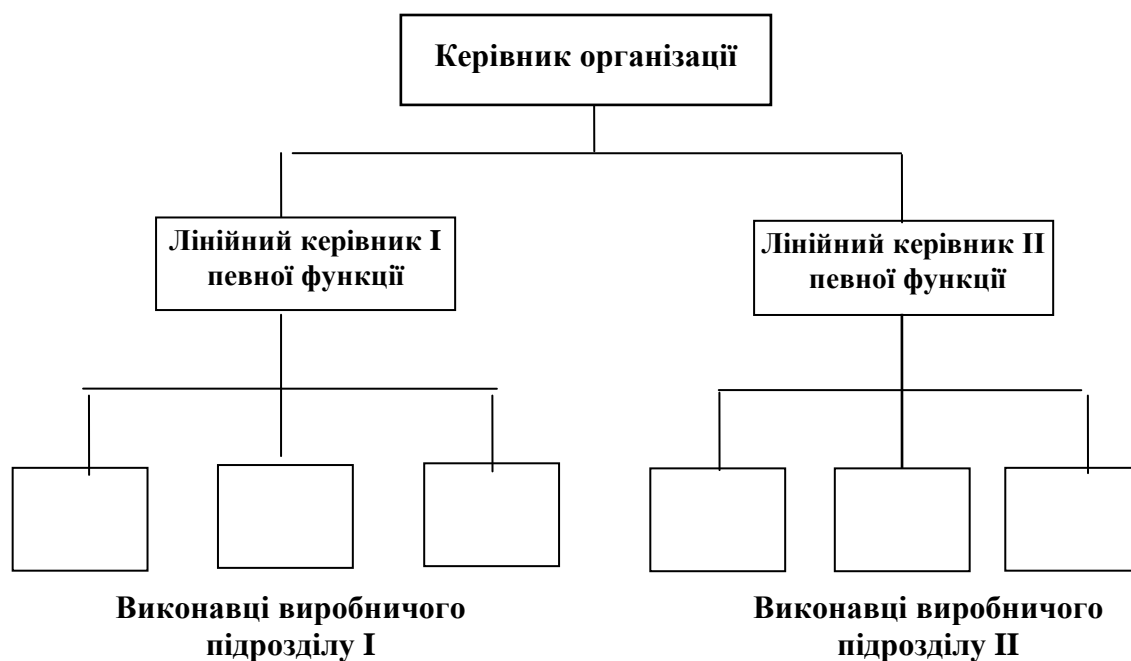 Керівник організації
Лінійний керівник І
певної функції
Лінійний керівник ІІ
певної функції
Виконавці виробничого
підрозділу І
Виконавці виробничого
підрозділу ІІ